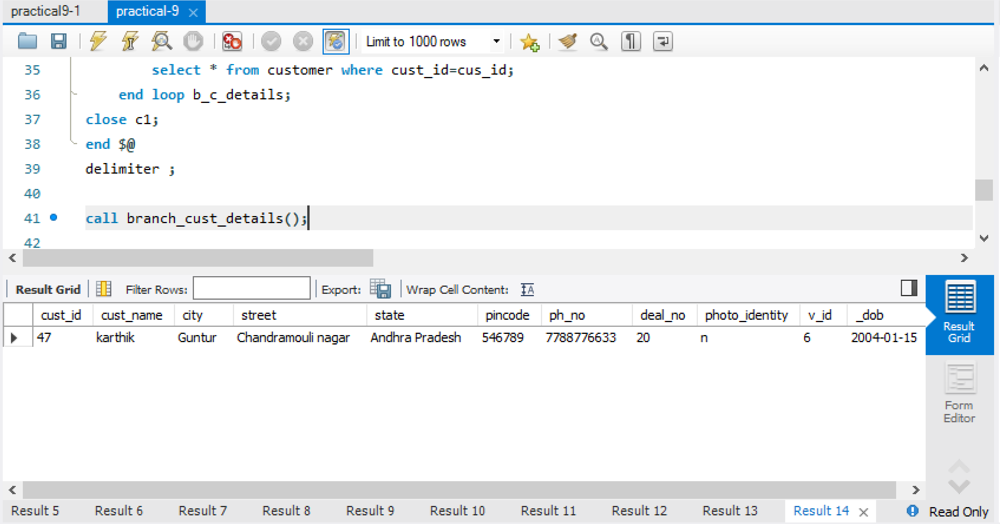 practical9-1 practical-9
Limit to 1000 rows
35 select * from customer where cust_id=cus_id;
36 end loop b_c_details;
37 close c1;
38 end $@
39 delimiter ;
40
41 call branch_cust_details();
42
Result Grid Filter Rows: Export: Wrap Cell Content: IA
cust_id cust_name city street state pincode ph_no deal_no photo_identity v_id _dob
47 karthik Guntur Chandramouli nagar Andhra Pradesh 546789 7788776633 20 n 6 2004-01-15
Result
Grid
Form
Editor
Result 5 Result 6 Result 7 Result 8 Result 9 Result 10 Result 11 Result 12 Result 13 Result 14 Read Only